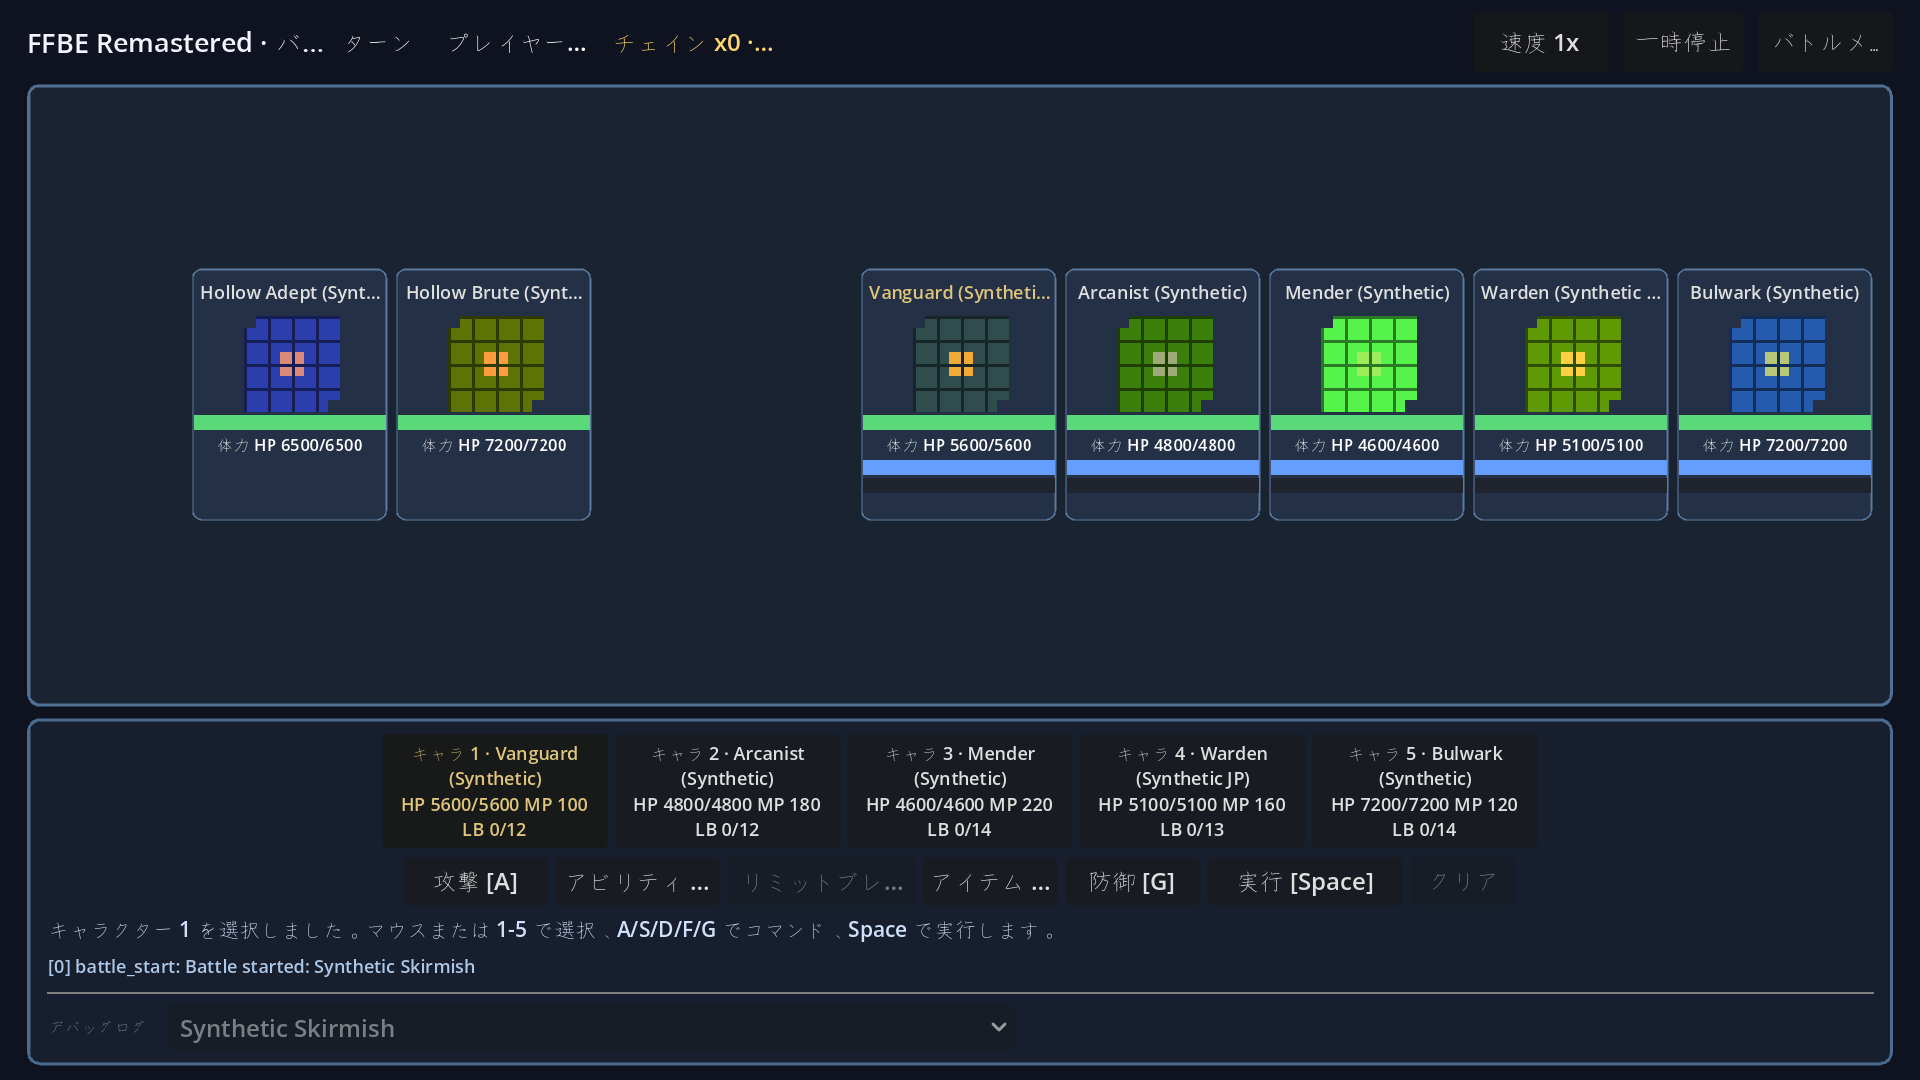 FFBE Remastered · バ... ターン プレイヤー... チェイン x0 ·... 速度 1x 一時停止 バトルメ...
Hollow Adept (Synt... Hollow Brute (Synt... Vanguard (Syntheti... Arcanist (Synthetic) Mender (Synthetic) Warden (Synthetic ... Bulwark (Synthetic)
体力 HP 6500/6500 体力 HP 7200/7200 体力 HP 5600/5600 体力 HP 4800/4800 体力 HP 4600/4600 体力 HP 5100/5100 体力 HP 7200/7200
キャラ 1 · Vanguard
(Synthetic)
HP 5600/5600 MP 100
LB 0/12
キャラ 2 · Arcanist
(Synthetic)
HP 4800/4800 MP 180
LB 0/12
キャラ 3 · Mender
(Synthetic)
HP 4600/4600 MP 220
LB 0/14
キャラ 4 · Warden
(Synthetic JP)
HP 5100/5100 MP 160
LB 0/13
キャラ 5 · Bulwark
(Synthetic)
HP 7200/7200 MP 120
LB 0/14
攻撃 [A] アビリティ ... リミットブレ... アイテム ... 防御 [G] 実行 [Space] クリア
キャラクター 1 を選択しました。マウスまたは 1-5 で選択、A/S/D/F/G でコマンド、Space で実行します。
[0] battle_start: Battle started: Synthetic Skirmish
デバッグログ Synthetic Skirmish